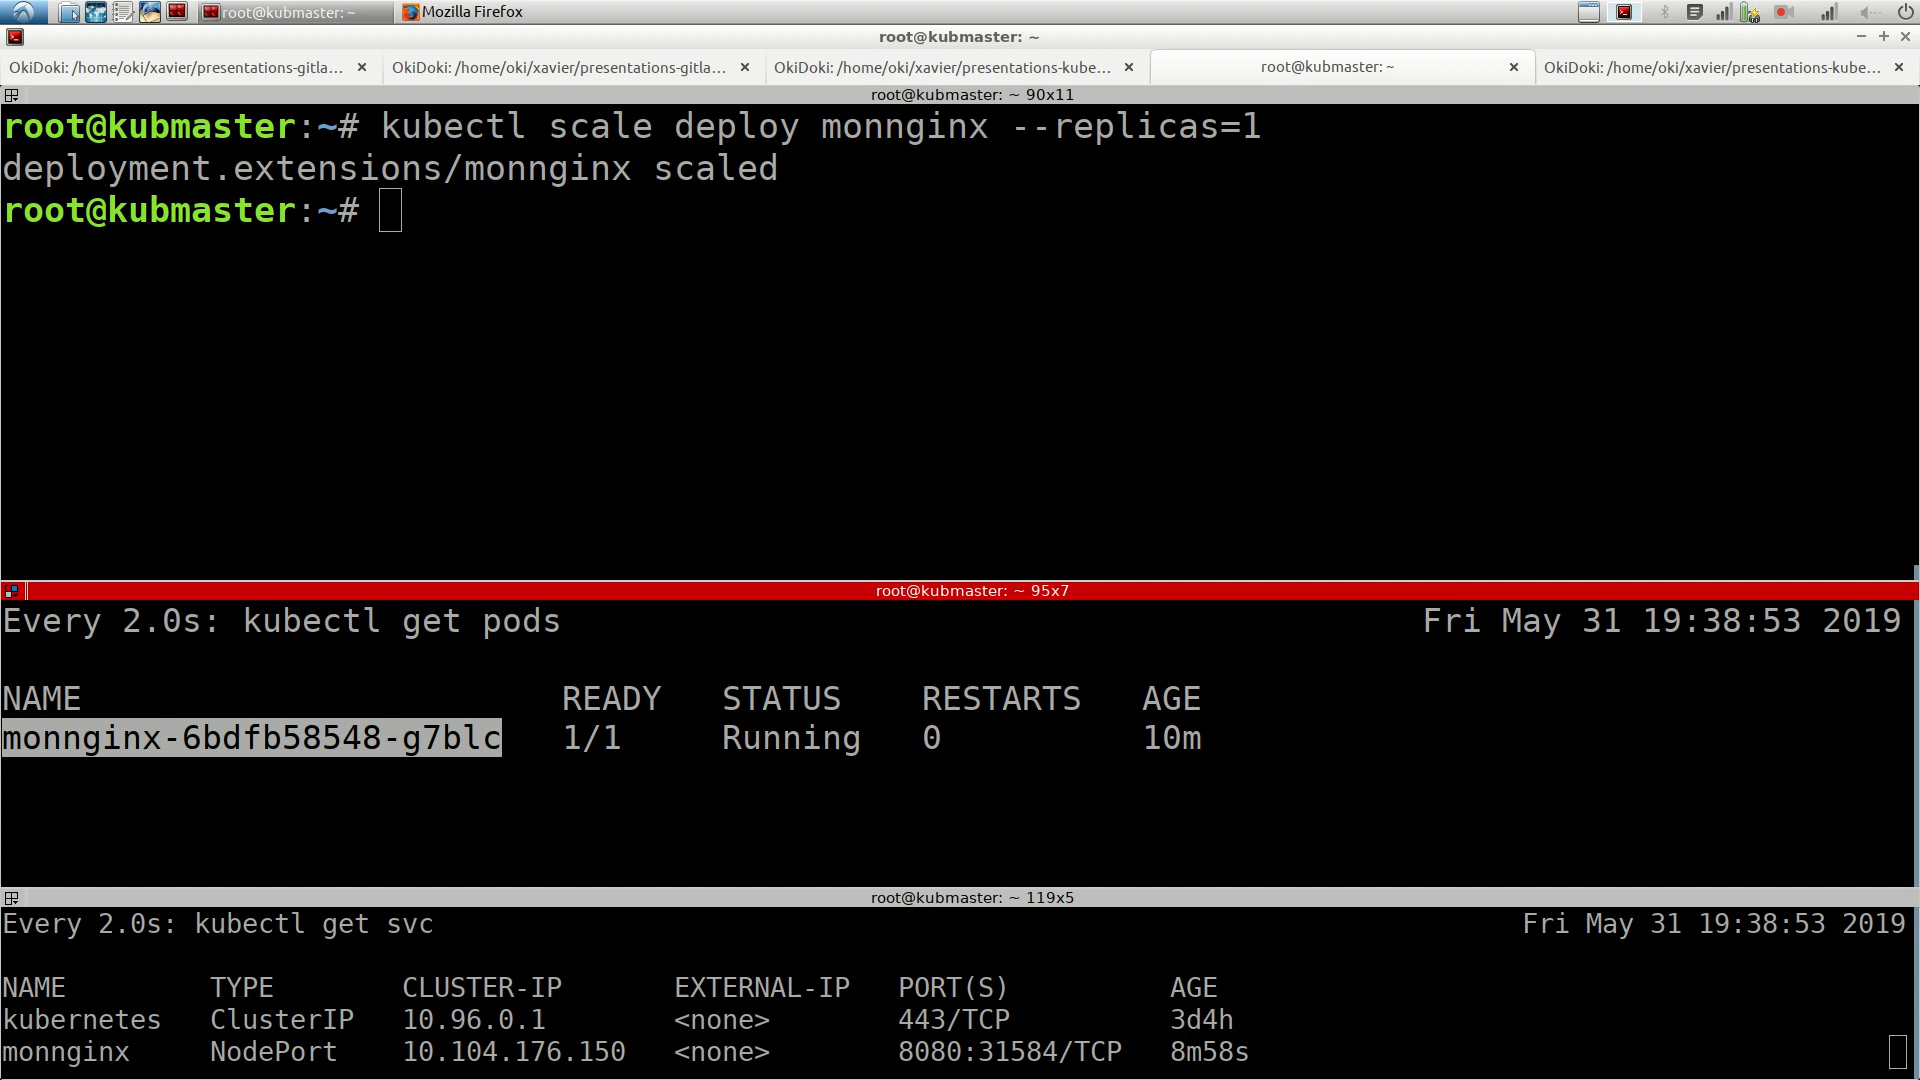 root@kubmaster: ~
Mozilla Firefox
root@kubmaster: ~
OkiDoki: /home/oki/xavier/presentations-gitla...
OkiDoki: /home/oki/xavier/presentations-gitla...
OkiDoki: /home/oki/xavier/presentations-kube...
root@kubmaster: ~
OkiDoki: /home/oki/xavier/presentations-kube...
root@kubmaster: ~ 90x11
root@kubmaster:~# kubectl scale deploy monnginx --replicas=1
deployment.extensions/monnginx scaled
root@kubmaster:~#
root@kubmaster: ~ 95x7
Every 2.0s: kubectl get pods Fri May 31 19:38:53 2019
NAME READY STATUS RESTARTS AGE
monnginx-6bdfb58548-g7blc 1/1 Running 0 10m
root@kubmaster: ~ 119x5
Every 2.0s: kubectl get svc Fri May 31 19:38:53 2019
NAME TYPE CLUSTER-IP EXTERNAL-IP PORT(S) AGE
kubernetes ClusterIP 10.96.0.1 <none> 443/TCP 3d4h
monnginx NodePort 10.104.176.150 <none> 8080:31584/TCP 8m58s